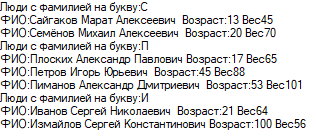 Люди с фамилией на букву:С
ФИО:Сайгаков Марат Алексеевич  Возраст:13 Вес45
ФИО:Семёнов Михаил Алексеевич  Возраст:20 Вес70
Люди с фамилией на букву:П
ФИО:Плоских Александр Павлович Возраст:17 Вес65
ФИО:Петров Игорь Юрьевич  Возраст:45 Вес88
ФИО:Пиманов Александр Дмитриевич  Возраст:53 Вес101
Люди с фамилией на букву:И
ФИО:Иванов Сергей Николаевич  Возраст:21 Вес64
ФИО:Измайлов Сергей Константинович Возраст:100 Вес56